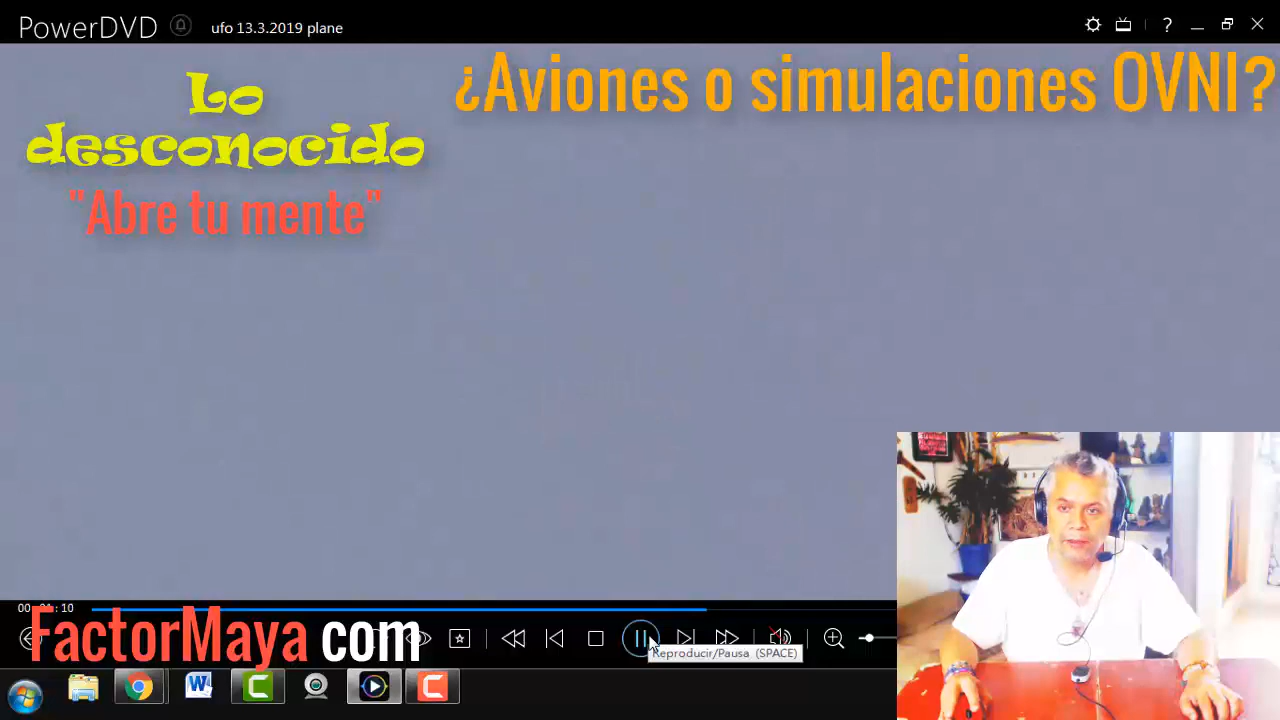 PowerDVD
ufo 13.3.2019 plane
?
Lo
desconocido
"Abre tu mente"
¿Aviones o simulaciones OVNI?
FactorMaya com
Reproducir/Pausa (SPACE)